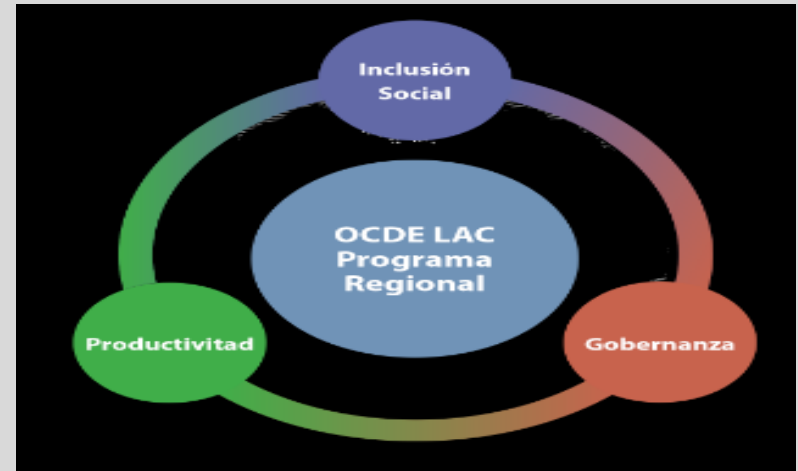 Inclusión
Social
OCDE LAC
Programa
Regional
Productivitad
Gobernanza